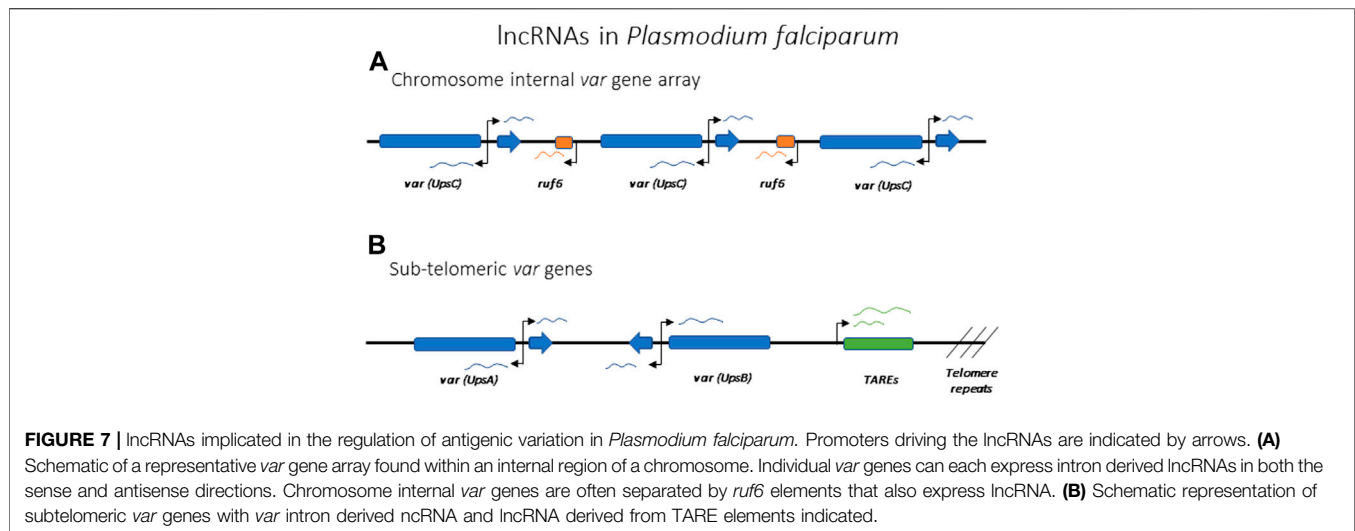 lncRNAs in Plasmodium falciparum
A
Chromosome internal var gene array
var (UpsC) ruf6 var (UpsC) ruf6 var (UpsC)
B
Sub-telomeric var genes
var (UpsA) var (UpsB) TAREs Telomere
repeats
FIGURE 7 | lncRNAs implicated in the regulation of antigenic variation in Plasmodium falciparum. Promoters driving the lncRNAs are indicated by arrows. (A)
Schematic of a representative var gene array found within an internal region of a chromosome. Individual var genes can each express intron derived lncRNAs in both the
sense and antisense directions. Chromosome internal var genes are often separated by ruf6 elements that also express lncRNA. (B) Schematic representation of
subtelomeric var genes with var intron derived ncRNA and lncRNA derived from TARE elements indicated.